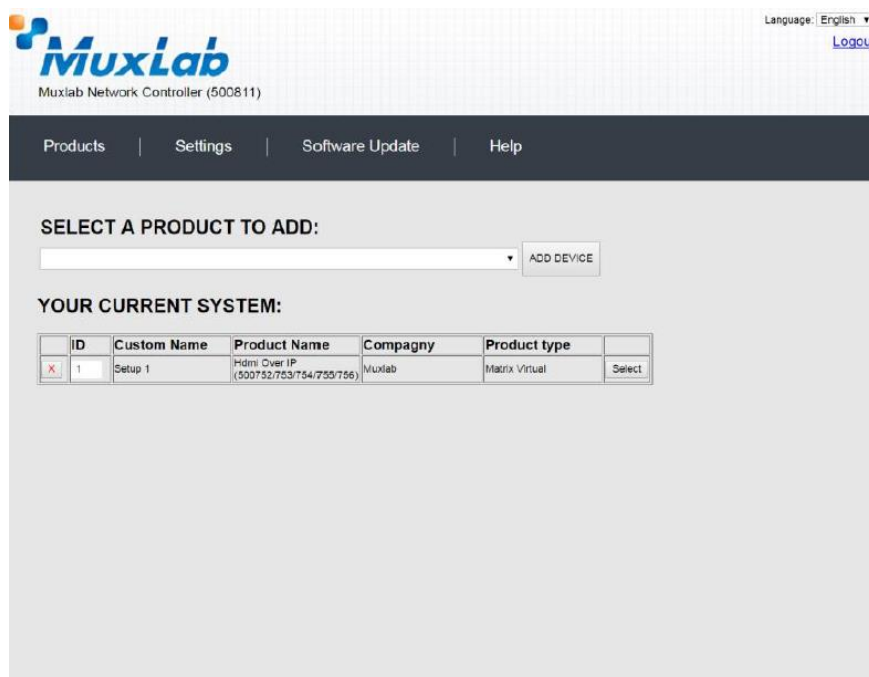 Language: English
MuxLab
Logou
Muxlab Network Controller (500811)
Products | Settings | Software Update | Help
SELECT A PRODUCT TO ADD:
ADD DEVICE
YOUR CURRENT SYSTEM:
ID Custom Name Product Name Compagny Product type
X 1 Setup 1 Hdmi Over IP (500752/753/754/755/756) Muxlab Matrix Virtual Select